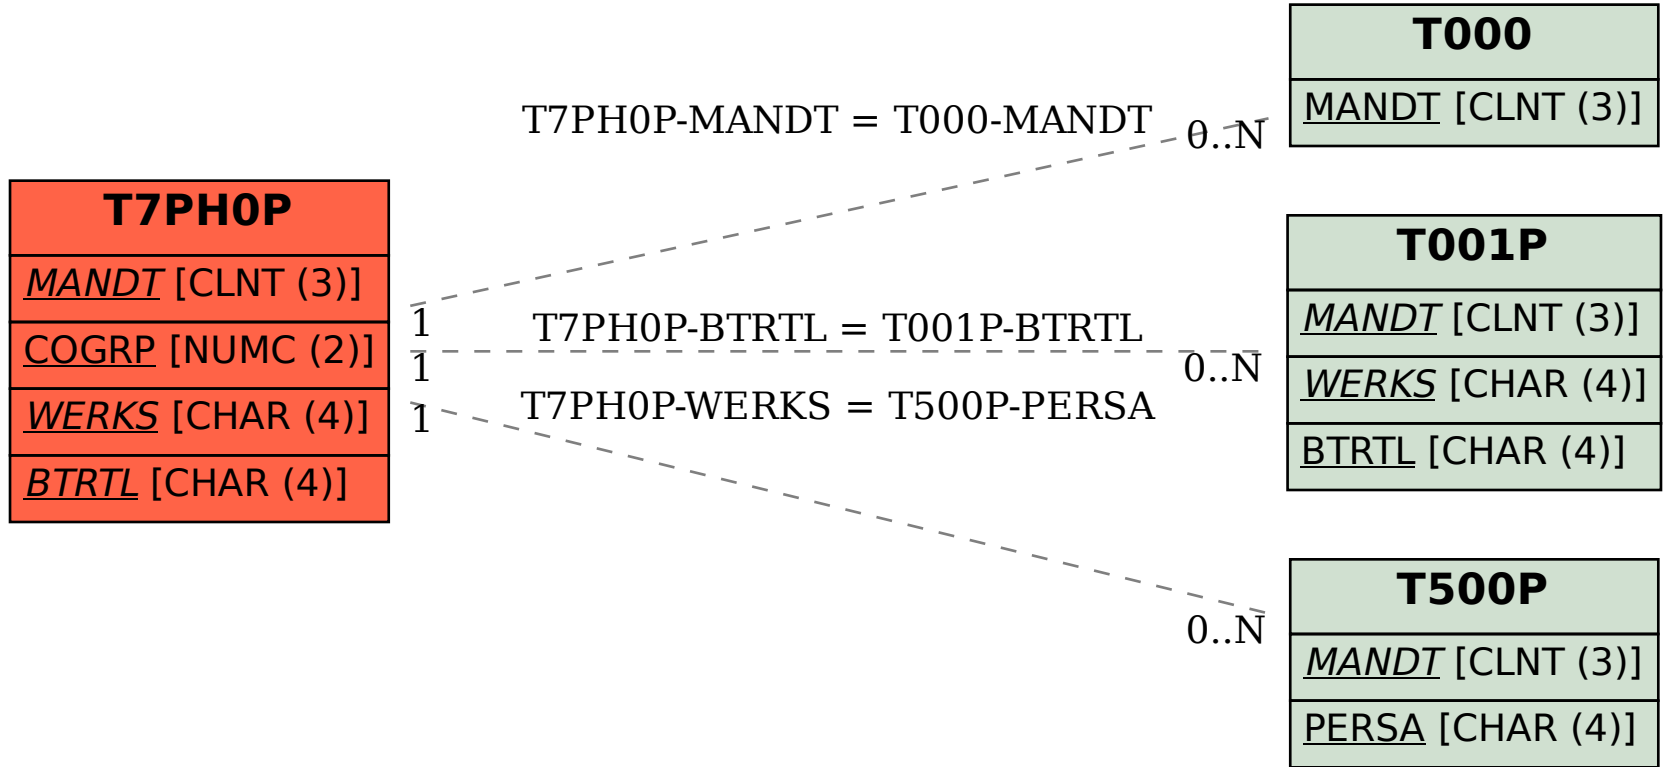 T7PH0P
MANDT [CLNT (3)]
COGRP [NUMC (2)]
WERKS [CHAR (4)]
BTRTL [CHAR (4)]
T7PH0P-MANDT = T000-MANDT
0..N
1
T7PH0P-BTRTL = T001P-BTRTL
1
0..N
T7PH0P-WERKS = T500P-PERSA
1
0..N
T000
MANDT [CLNT (3)]
T001P
MANDT [CLNT (3)]
WERKS [CHAR (4)]
BTRTL [CHAR (4)]
T500P
MANDT [CLNT (3)]
PERSA [CHAR (4)]